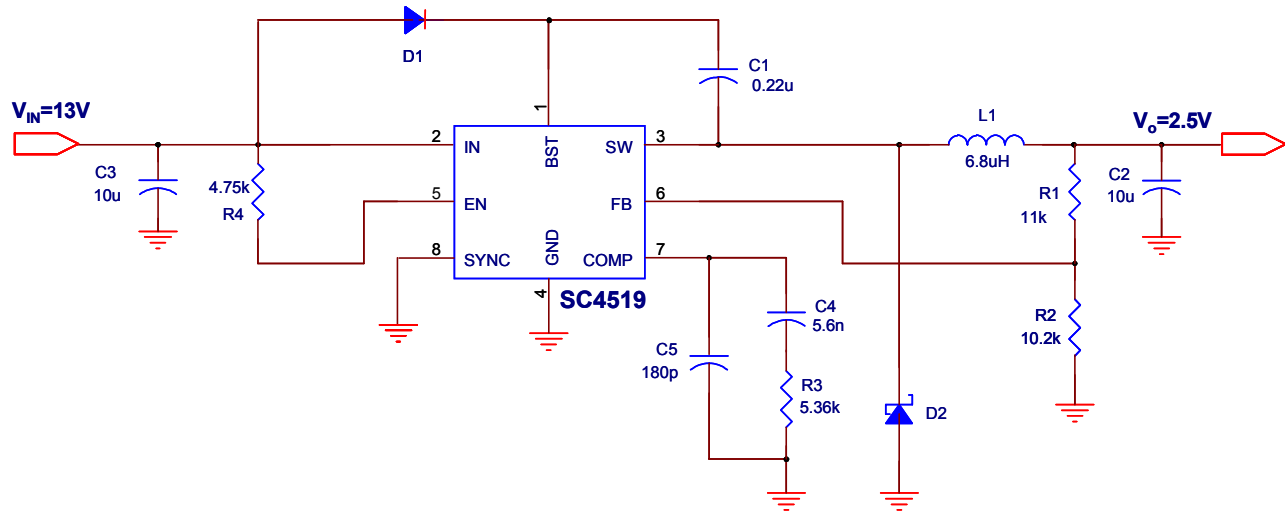 D1
C1
0.22u
VIN=13V
1
2
IN
BST
SW
3
L1
6.8uH
Vo=2.5V
C3
10u
4.75k
R4
5
EN
FB
6
R1
11k
C2
10u
8
SYNC
GND
COMP
7
4
SC4519
C4
5.6n
R2
10.2k
C5
180p
R3
5.36k
D2